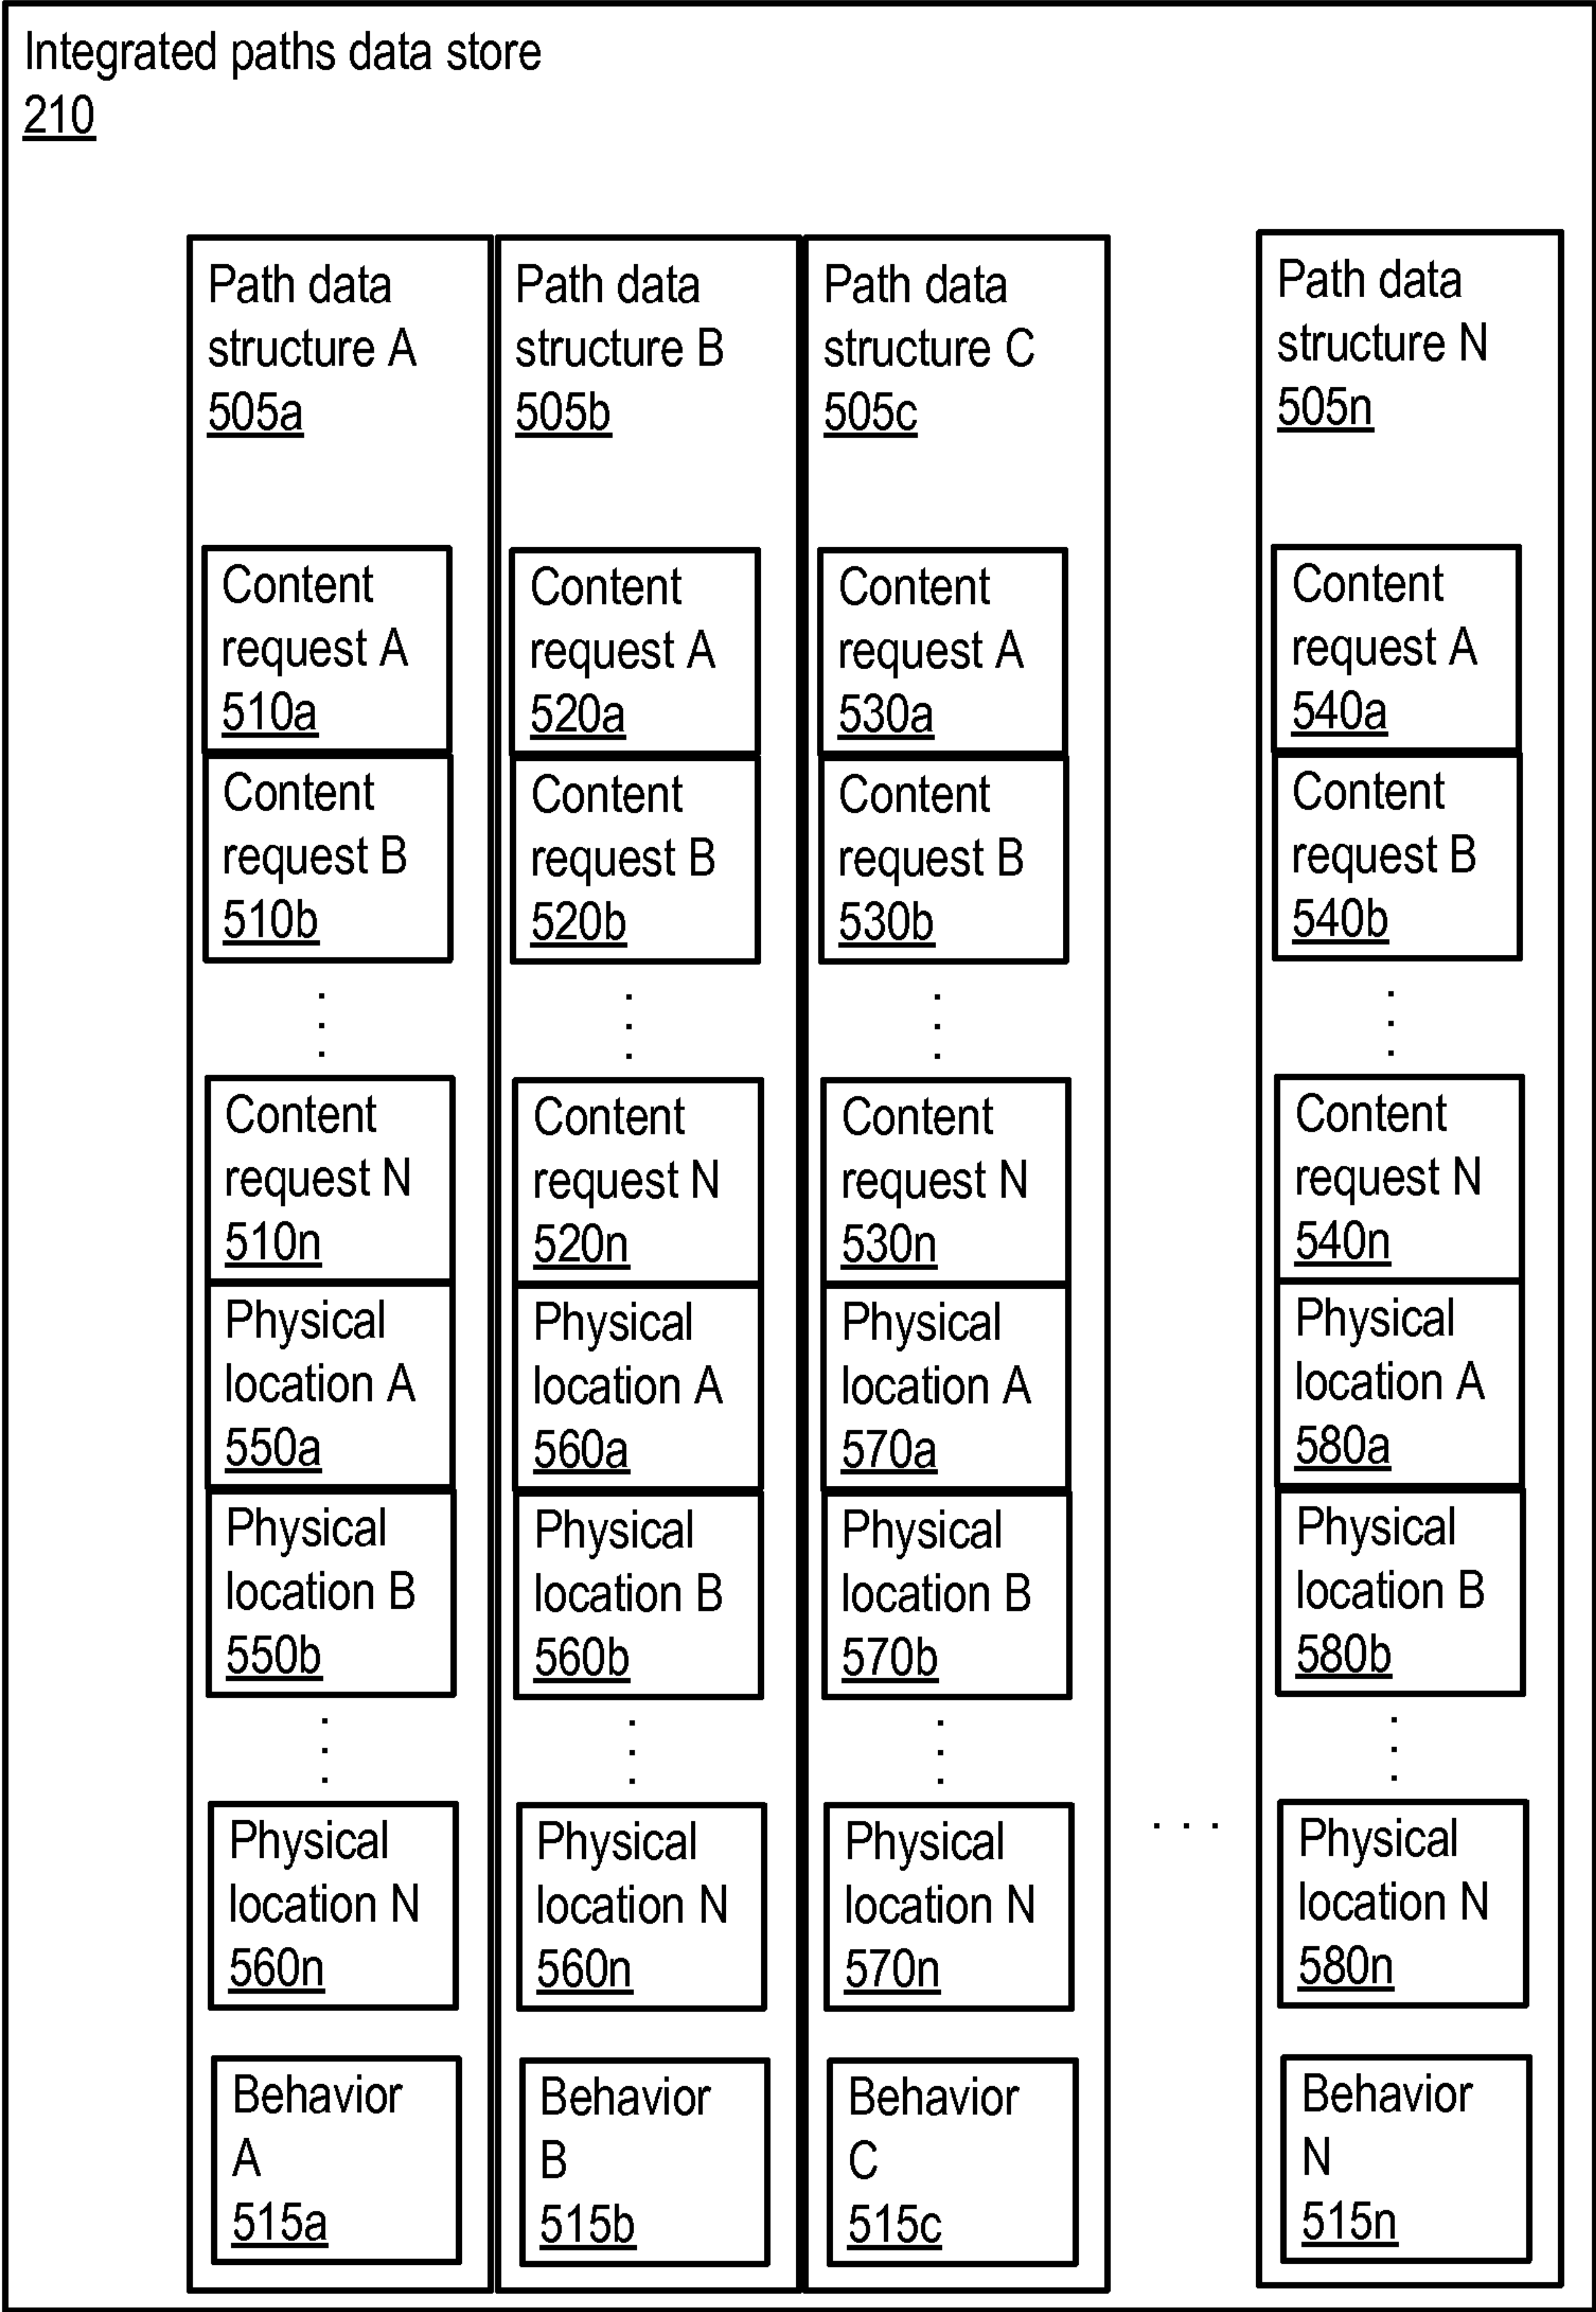 Integrated paths data store
210
Path data
structure A
505a
Content
request A
510a
Content
request B
510b
Content
request N
510n
Physical
location A
550a
Physical
location B
550b
Physical
location N
560n
Behavior
A
515a
Path data
structure B
505b
Content
request A
520a
Content
request B
520b
Content
request N
520n
Physical
location A
560a
Physical
location B
560b
Physical
location N
560n
Behavior
B
515b
Path data
structure C
505c
Content
request A
530a
Content
request B
530b
Content
request N
530n
Physical
location A
570a
Physical
location B
570b
Physical
location N
570n
Behavior
C
515c
. . .
Path data
structure N
505n
Content
request A
540a
Content
request B
540b
Content
request N
540n
Physical
location A
580a
Physical
location B
580b
Physical
location N
580n
Behavior
N
515n